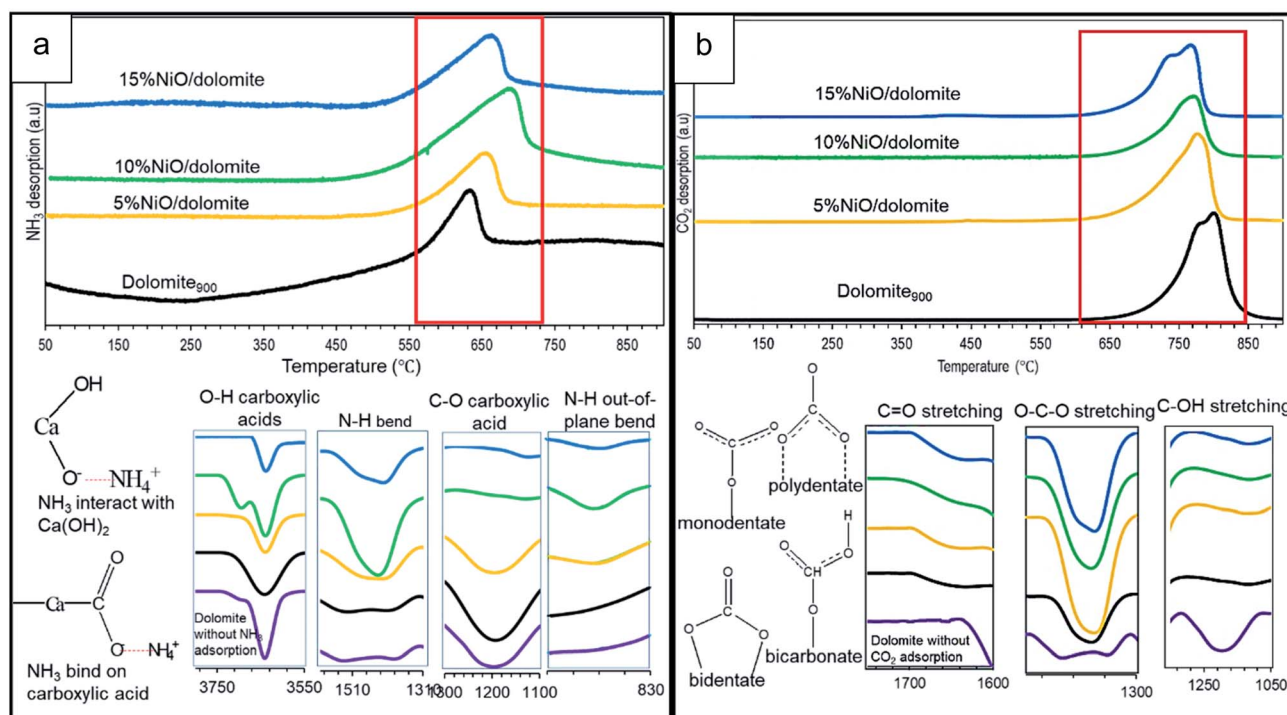 a
NH₃ desorption (a.u)
15%NiO/dolomite
10%NiO/dolomite
5%NiO/dolomite
Dolomite₉₀₀
50 150 250 350 450 550 650 750 850
Temperature (°C)
OH
Ca
O⁻ NH₄⁺
NH₃ interact with
Ca(OH)₂
O
Ca C
O⁻ NH₄⁺
NH₃ bind on
carboxylic acid
O-H carboxylic
acids
N-H bend
C-O carboxylic
acid
N-H out-of-
plane bend
Dolomite
without NH₃
adsorption
3750 3550
1510 1310
1300 1200 1100
830
b
CO₂ desorption (a.u)
15%NiO/dolomite
10%NiO/dolomite
5%NiO/dolomite
Dolomite₉₀₀
50 150 250 350 450 550 650 750 850
Temperature (°C)
O O
C
O
monodentate
O
C
O O
polydentate
O
C
O O
bidentate
H
O O
CH
O
bicarbonate
C=O stretching
O-C-O stretching
C-OH stretching
Dolomite without
CO₂ adsorption
1700 1600
1300
1250 1050